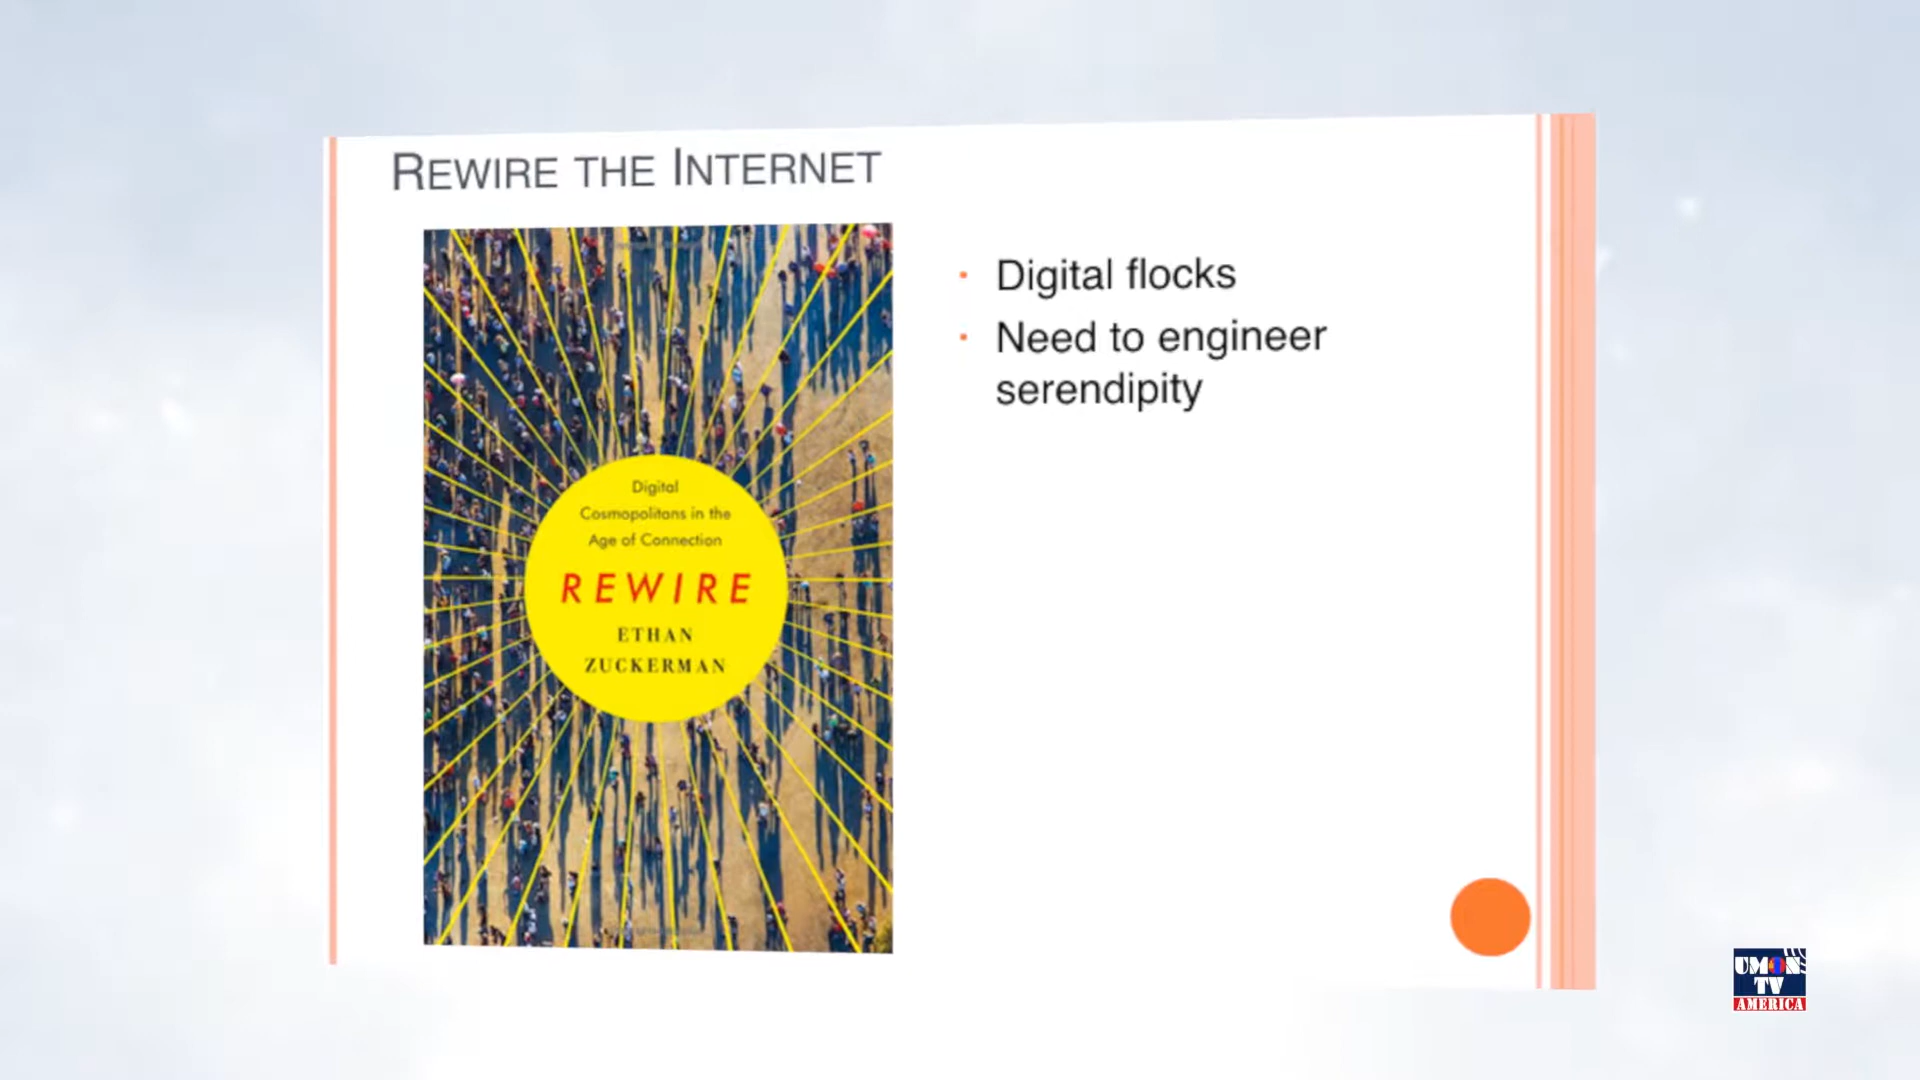 REWIRE THE INTERNET
Digital
Cosmopolitans in the
Age of Connection
REWIRE
ETHAN
ZUCKERMAN
• Digital flocks
• Need to engineer
serendipity
UMON
TV
AMERICA